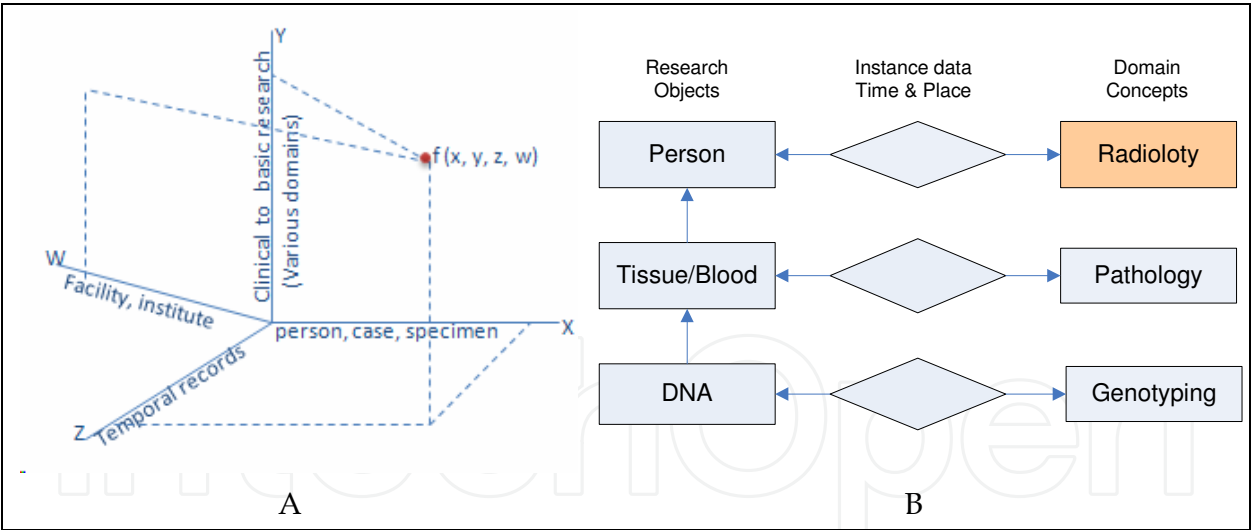 Y
Clinical to basic research
(Various domains)
f (x, y, z, w)
W
Facility, institute
person, case, specimen
X
Temporal records
Z
A
Research
Objects
Instance data
Time & Place
Domain
Concepts
Person
Radioloty
Tissue/Blood
Pathology
DNA
Genotyping
B
intechopen